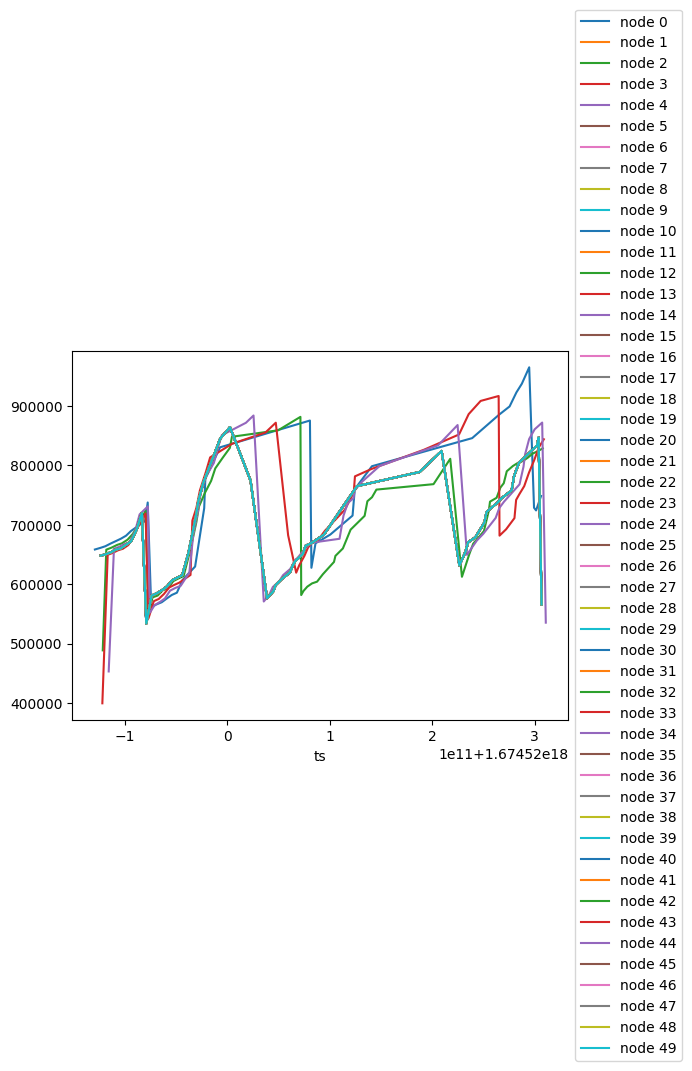 900000
800000
700000
600000
500000
400000
−1
0
1
2
3
ts
1e11+1.67452e18
node 0
node 1
node 2
node 3
node 4
node 5
node 6
node 7
node 8
node 9
node 10
node 11
node 12
node 13
node 14
node 15
node 16
node 17
node 18
node 19
node 20
node 21
node 22
node 23
node 24
node 25
node 26
node 27
node 28
node 29
node 30
node 31
node 32
node 33
node 34
node 35
node 36
node 37
node 38
node 39
node 40
node 41
node 42
node 43
node 44
node 45
node 46
node 47
node 48
node 49